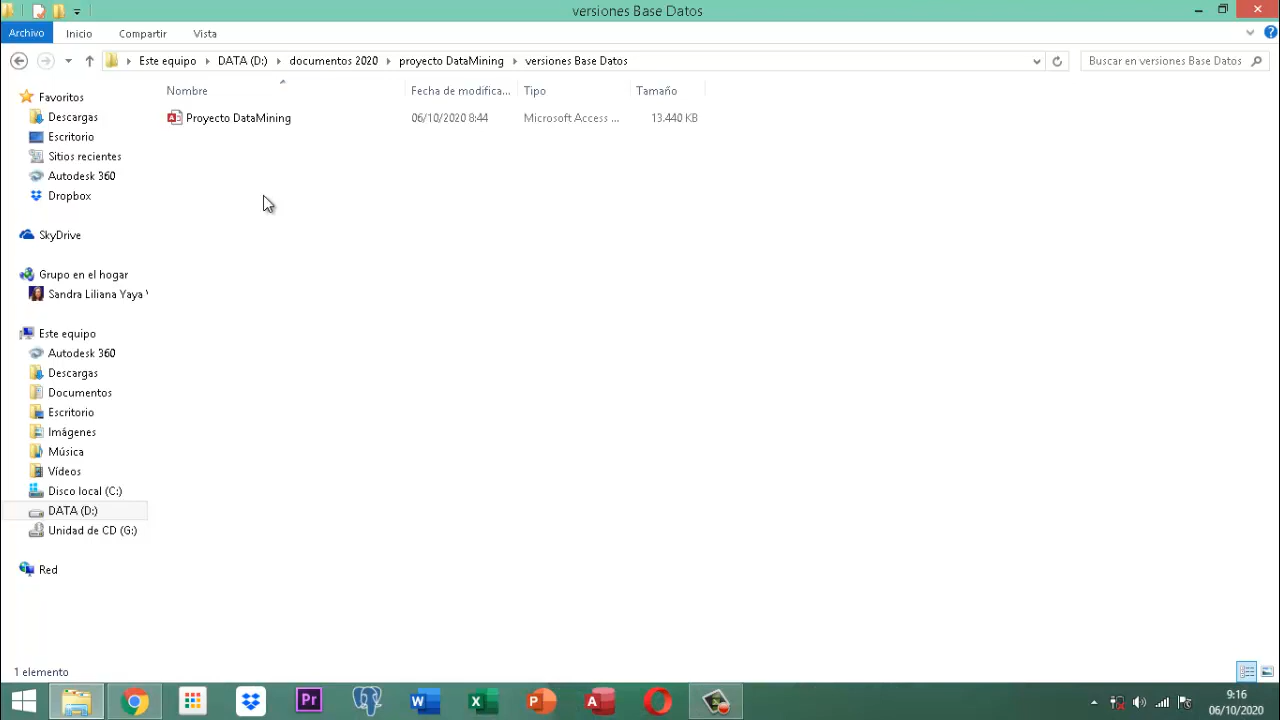 versiones Base Datos
Archivo Inicio Compartir Vista
Este equipo DATA (D:) documentos 2020 proyecto DataMining versiones Base Datos
Buscar en versiones Base Datos
Nombre Fecha de modifica... Tipo Tamaño
Proyecto DataMining 06/10/2020 8:44 Microsoft Access ... 13.440 KB
Favoritos
Descargas
Escritorio
Sitios recientes
Autodesk 360
Dropbox
SkyDrive
Grupo en el hogar
Sandra Liliana Yaya
Este equipo
Autodesk 360
Descargas
Documentos
Escritorio
Imágenes
Música
Vídeos
Disco local (C:)
DATA (D:)
Unidad de CD (G:)
Red
1 elemento
9:16
06/10/2020